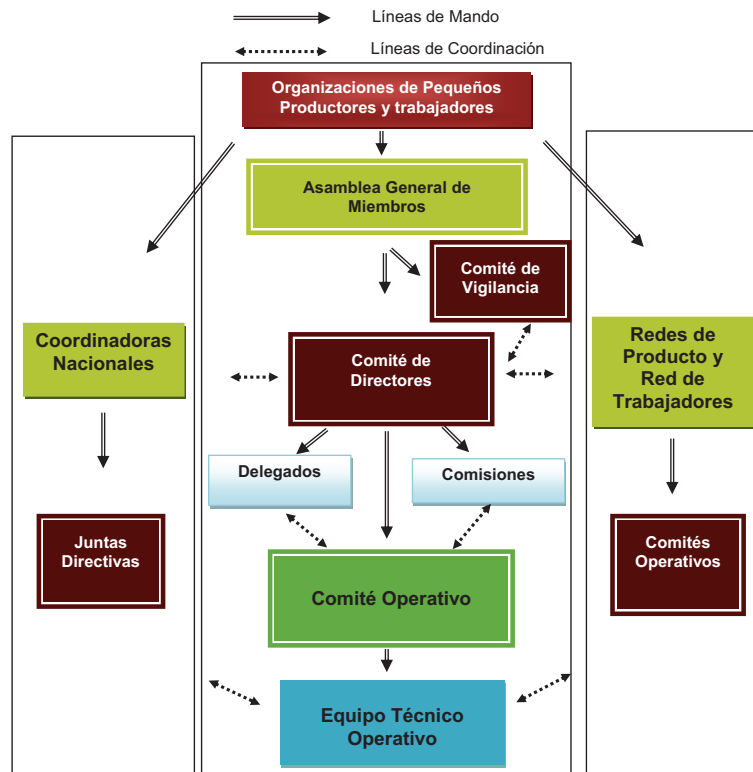 Líneas de Mando
Líneas de Coordinación
Organizaciones de Pequeños
Productores y trabajadores
Asamblea General de
Miembros
Comité de
Vigilancia
Coordinadoras
Nacionales
Comité de
Directores
Redes de
Producto y
Red de
Trabajadores
Delegados
Comisiones
Juntas
Directivas
Comités
Operativos
Comité Operativo
Equipo Técnico
Operativo